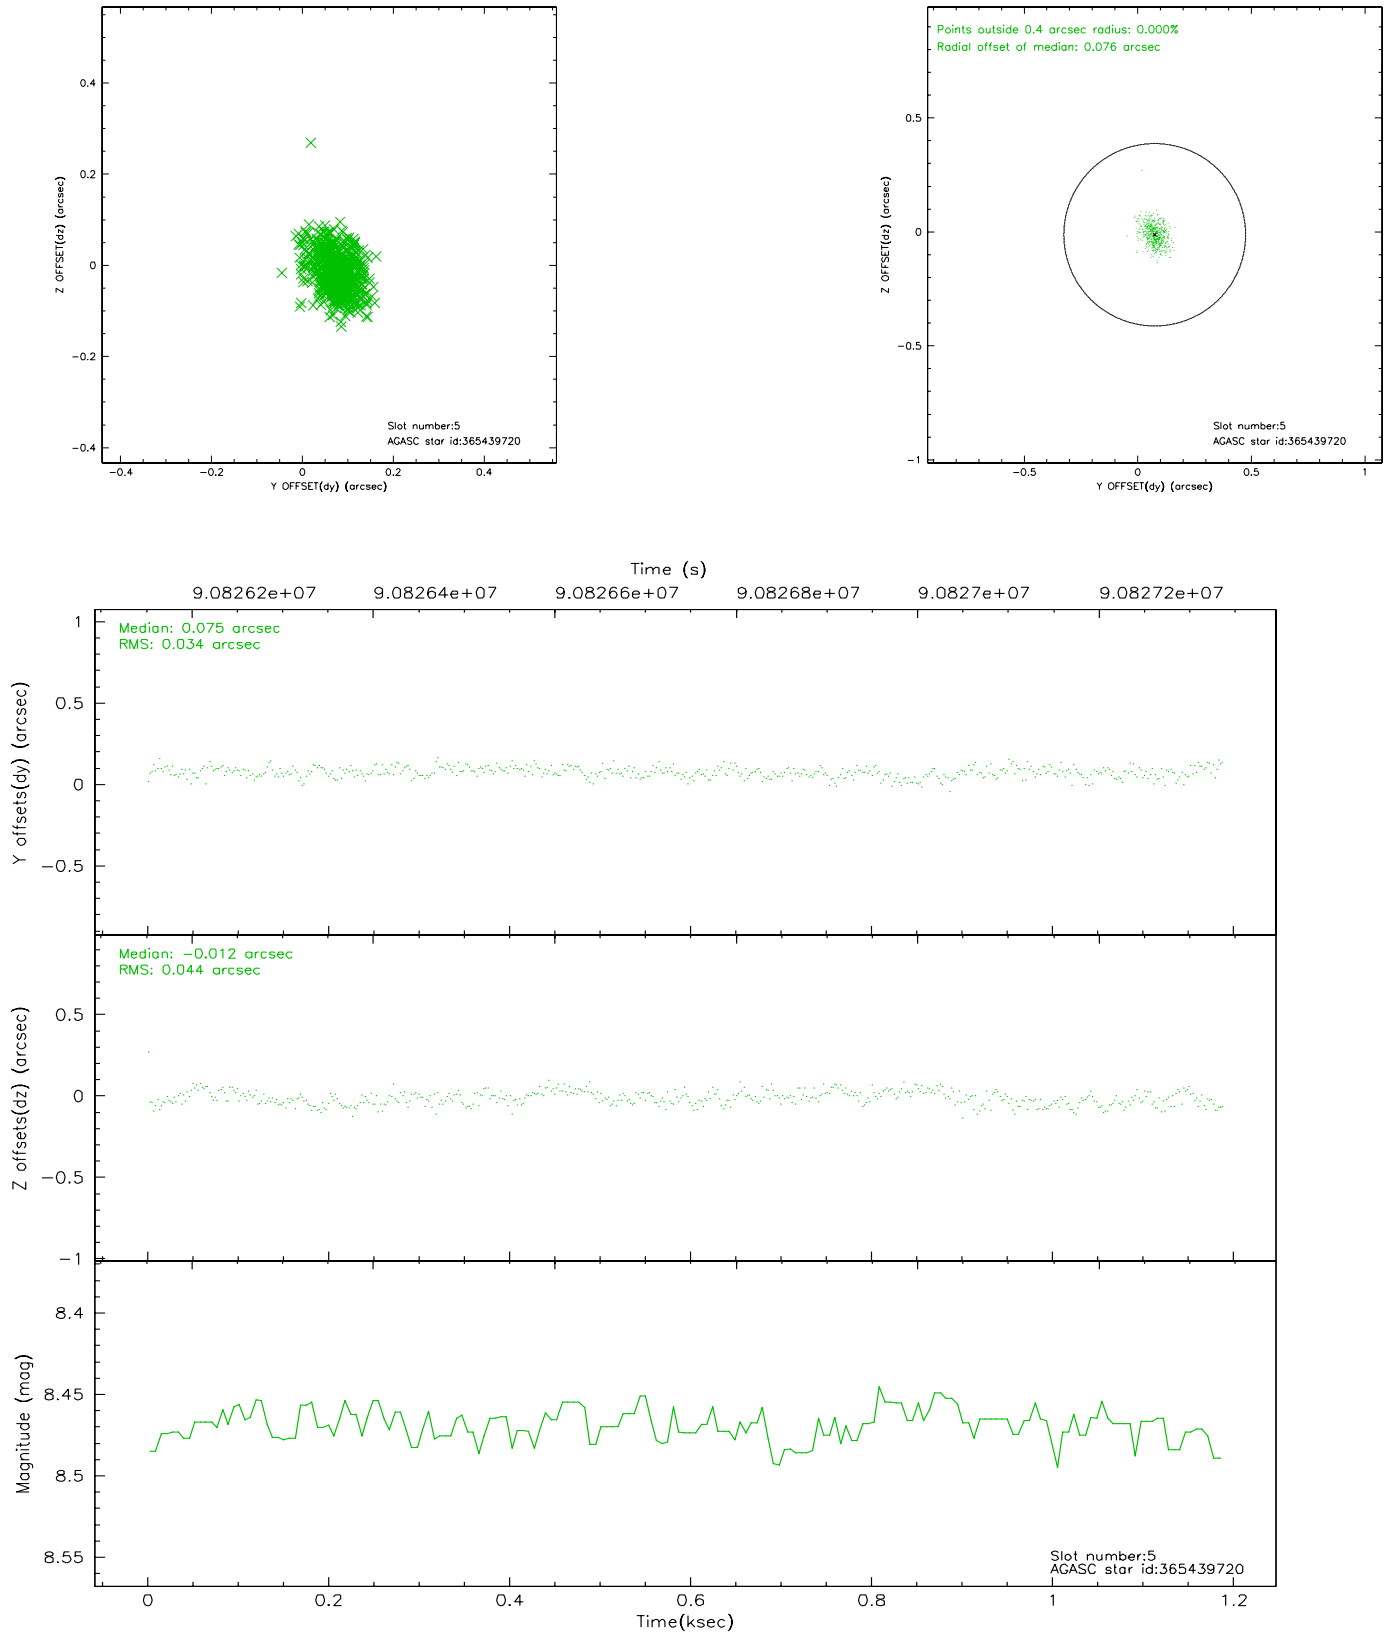 0.4
0.2
0
−0.2
−0.4
Z OFFSET(dz) (arcsec)
Slot number:5
AGASC star id:365439720
−0.4 −0.2 0 0.2 0.4
Y OFFSET(dy) (arcsec)
Points outside 0.4 arcsec radius: 0.000%
Radial offset of median: 0.076 arcsec
0.5
0
−0.5
−1
Z OFFSET(dz) (arcsec)
Slot number:5
AGASC star id:365439720
−0.5 0 0.5 1
Y OFFSET(dy) (arcsec)
Time (s)
9.08262e+07 9.08264e+07 9.08266e+07 9.08268e+07 9.0827e+07 9.08272e+07
Median: 0.075 arcsec
RMS: 0.034 arcsec
1
0.5
0
−0.5
Y offsets(dy) (arcsec)
Median: −0.012 arcsec
RMS: 0.044 arcsec
0.5
0
−0.5
−1
Z offsets(dz) (arcsec)
8.4
8.45
8.5
8.55
Magnitude (mag)
Slot number:5
AGASC star id:365439720
0 0.2 0.4 0.6 0.8 1 1.2
Time(ksec)